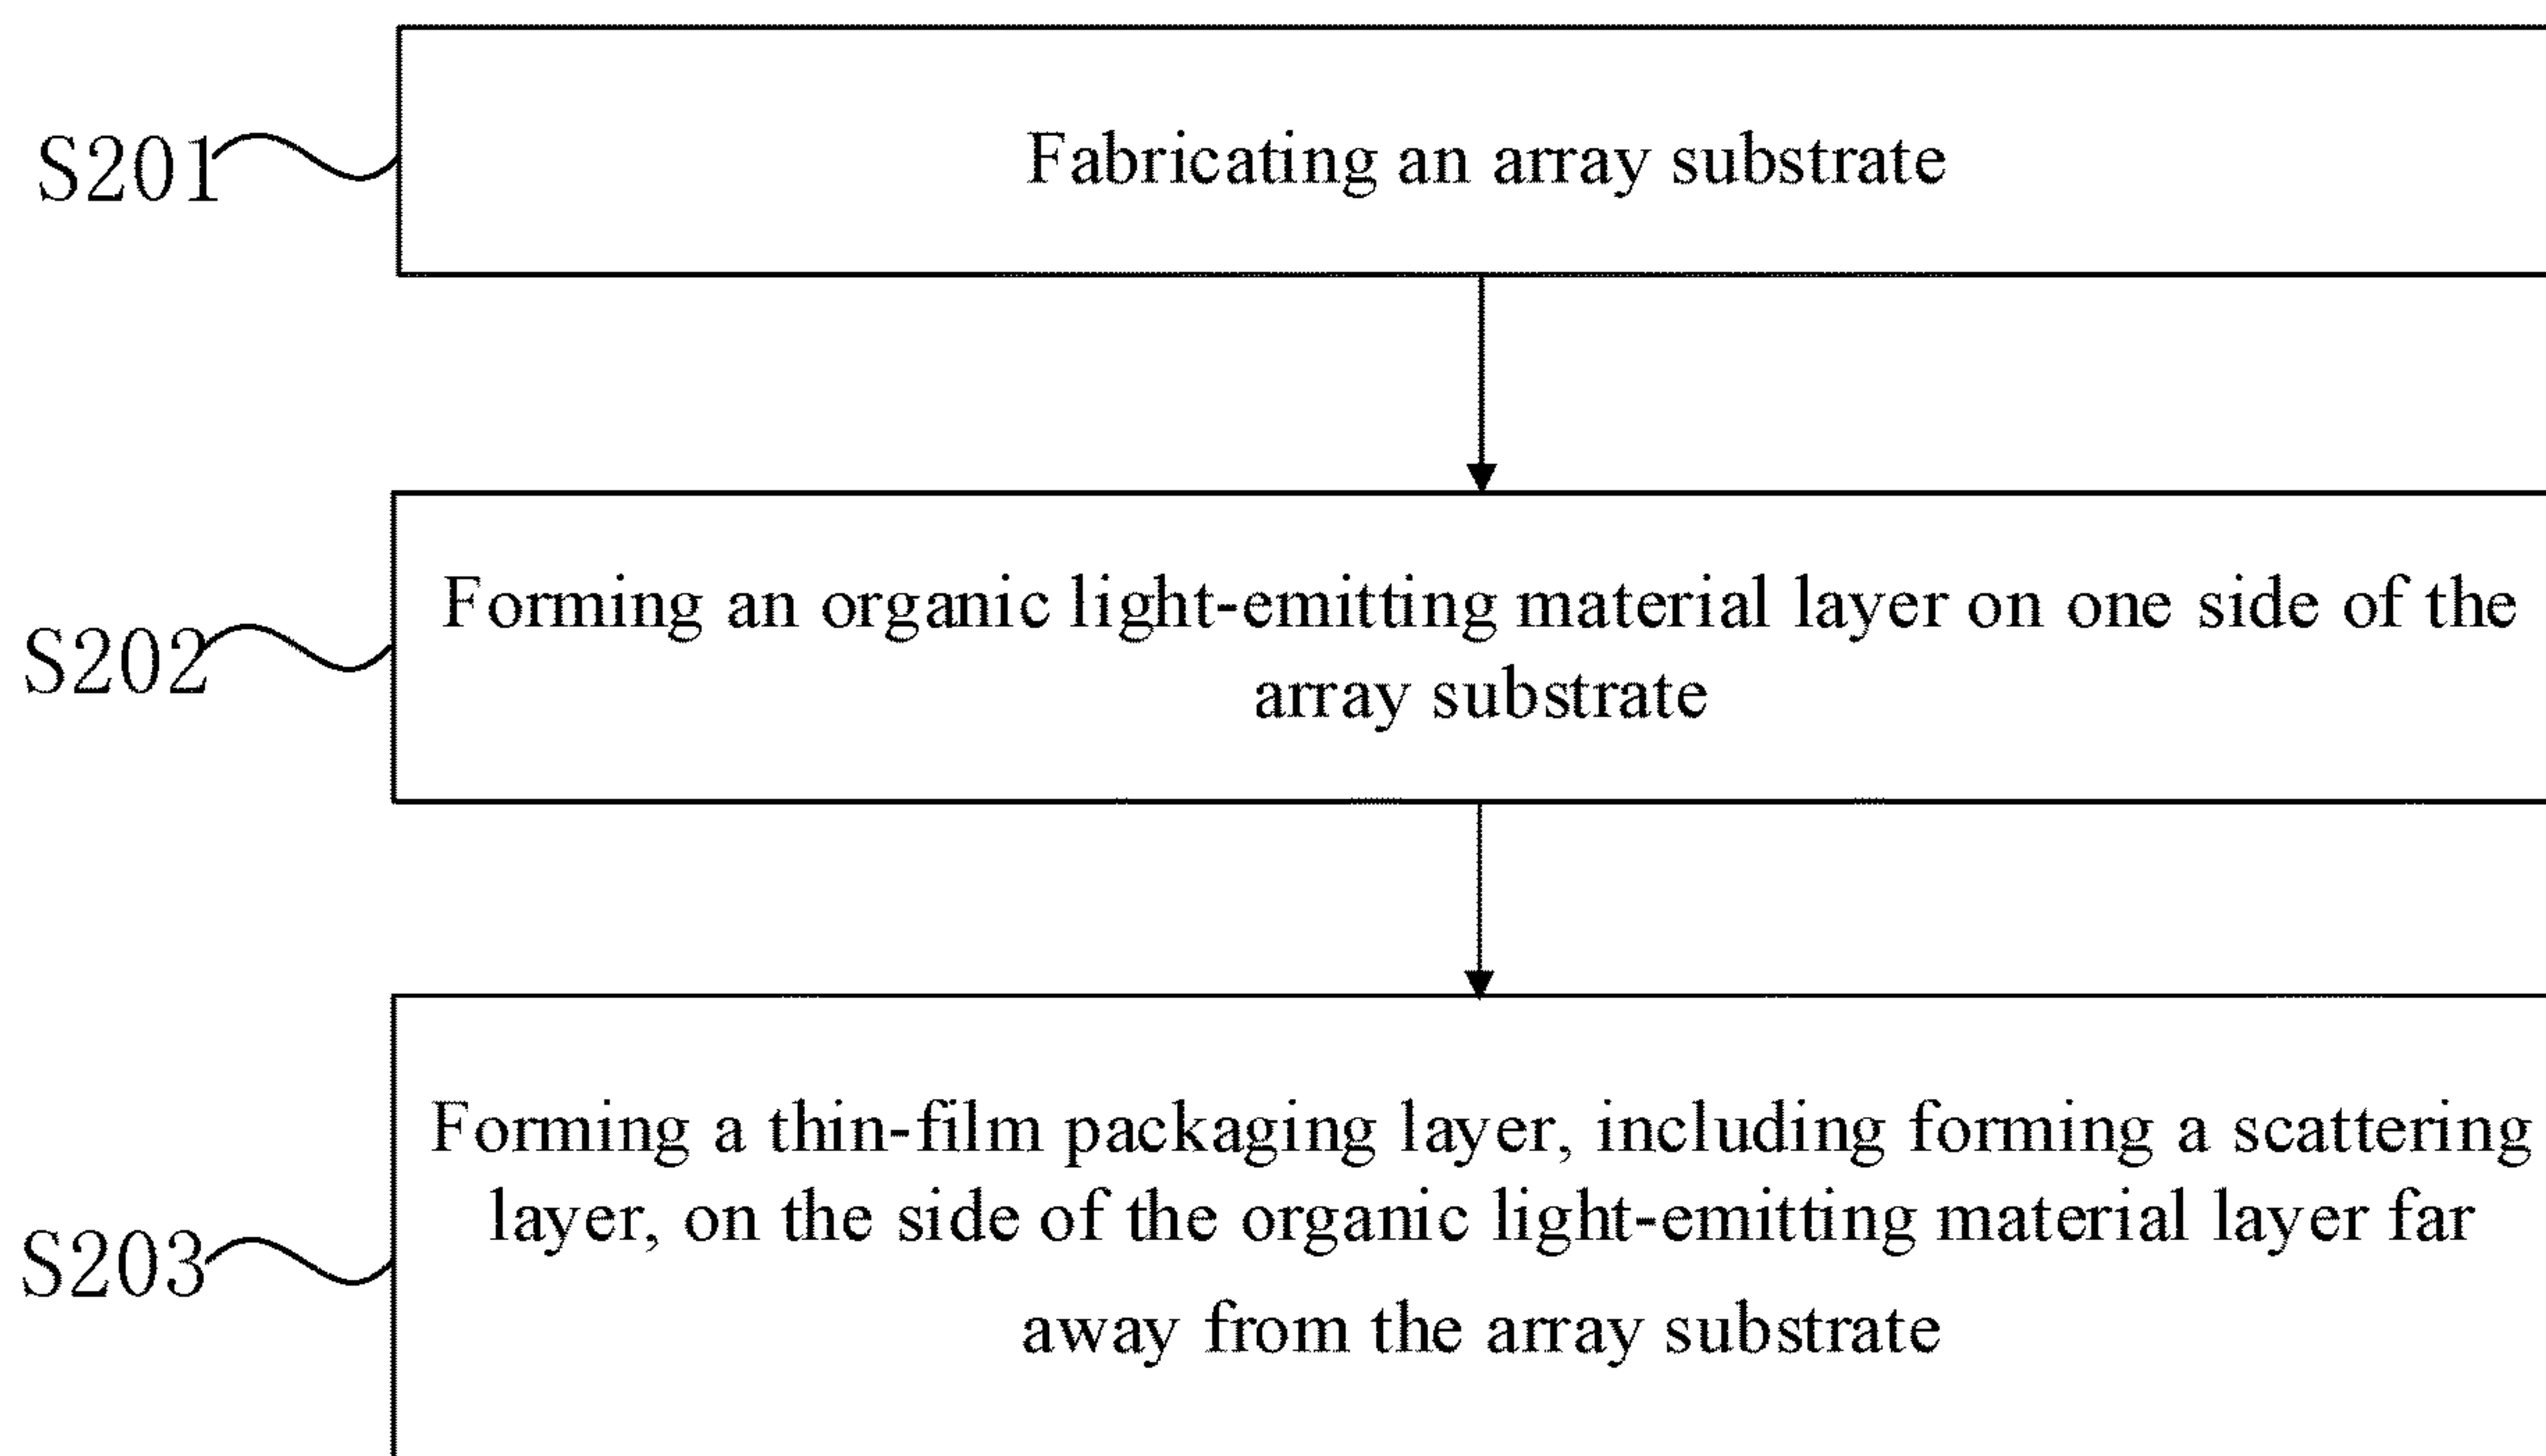 S201
Fabricating an array substrate
S202
Forming an organic light-emitting material layer on one side of the
array substrate
S203
Forming a thin-film packaging layer, including forming a scattering
layer, on the side of the organic light-emitting material layer far
away from the array substrate